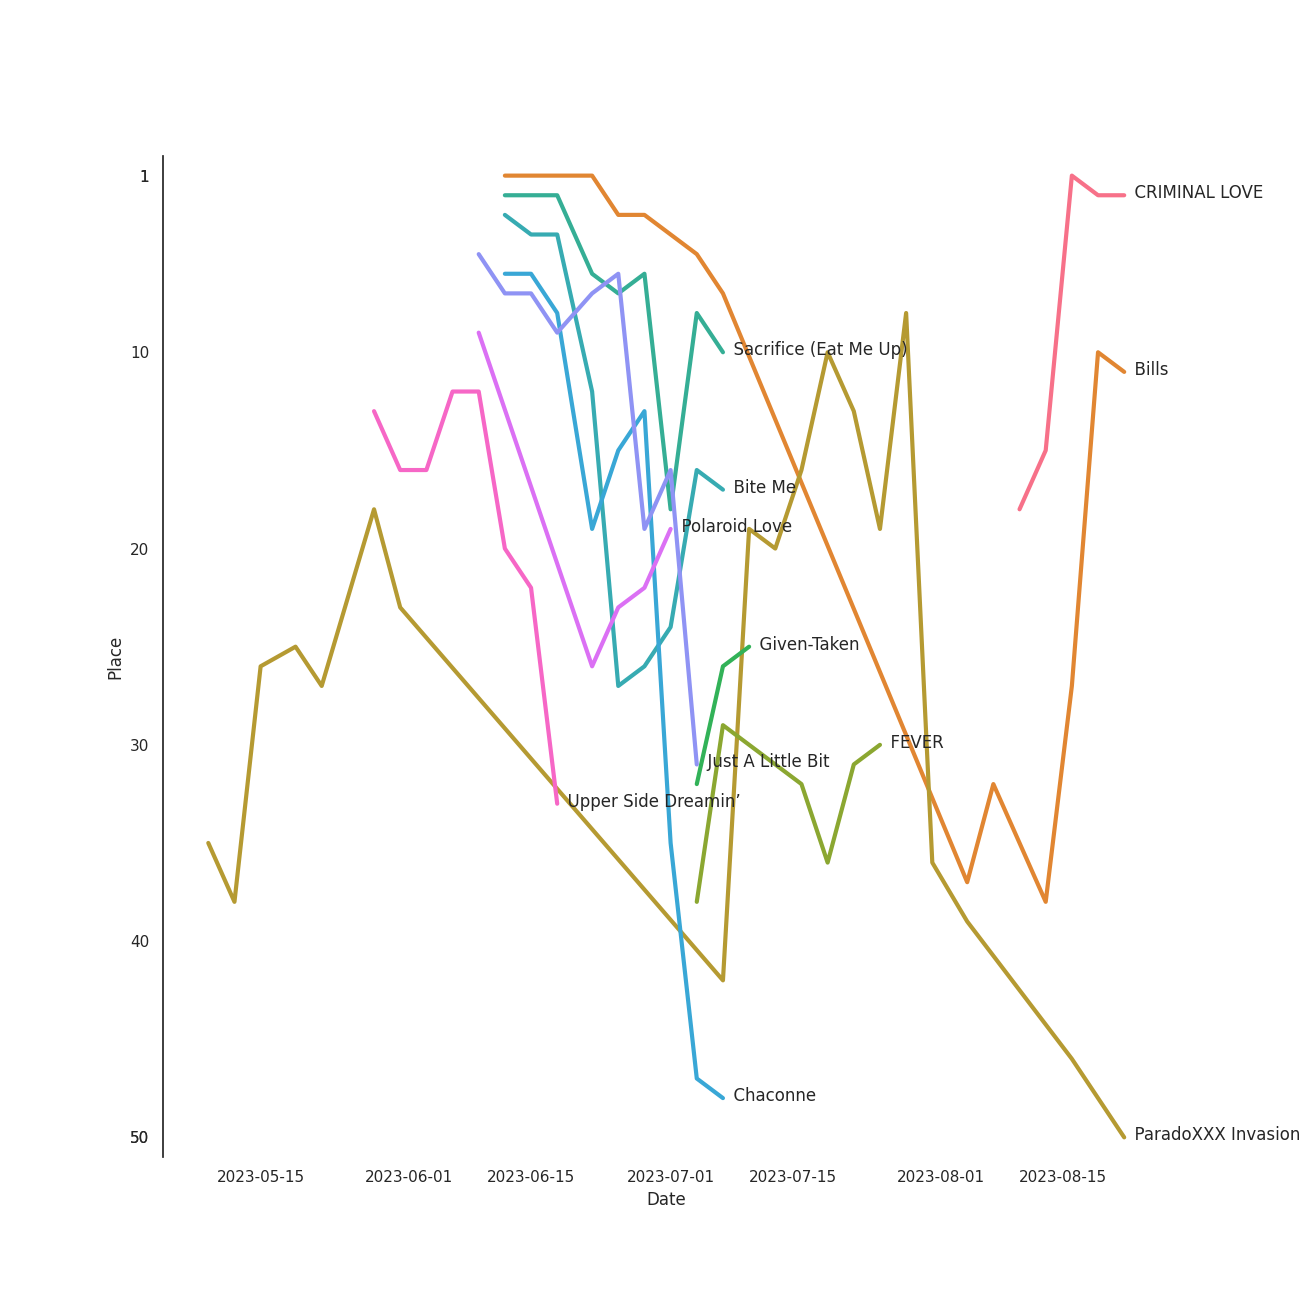 1
CRIMINAL LOVE
10
Sacrifice (Eat Me Up)
Bills
Bite Me
20
Polaroid Love
Given-Taken
Place
30
FEVER
Just A Little Bit
Upper Side Dreamin’
40
Chaconne
50
ParadoXXX Invasion
2023-05-15
2023-06-01
2023-06-15
2023-07-01
2023-07-15
2023-08-01
2023-08-15
Date